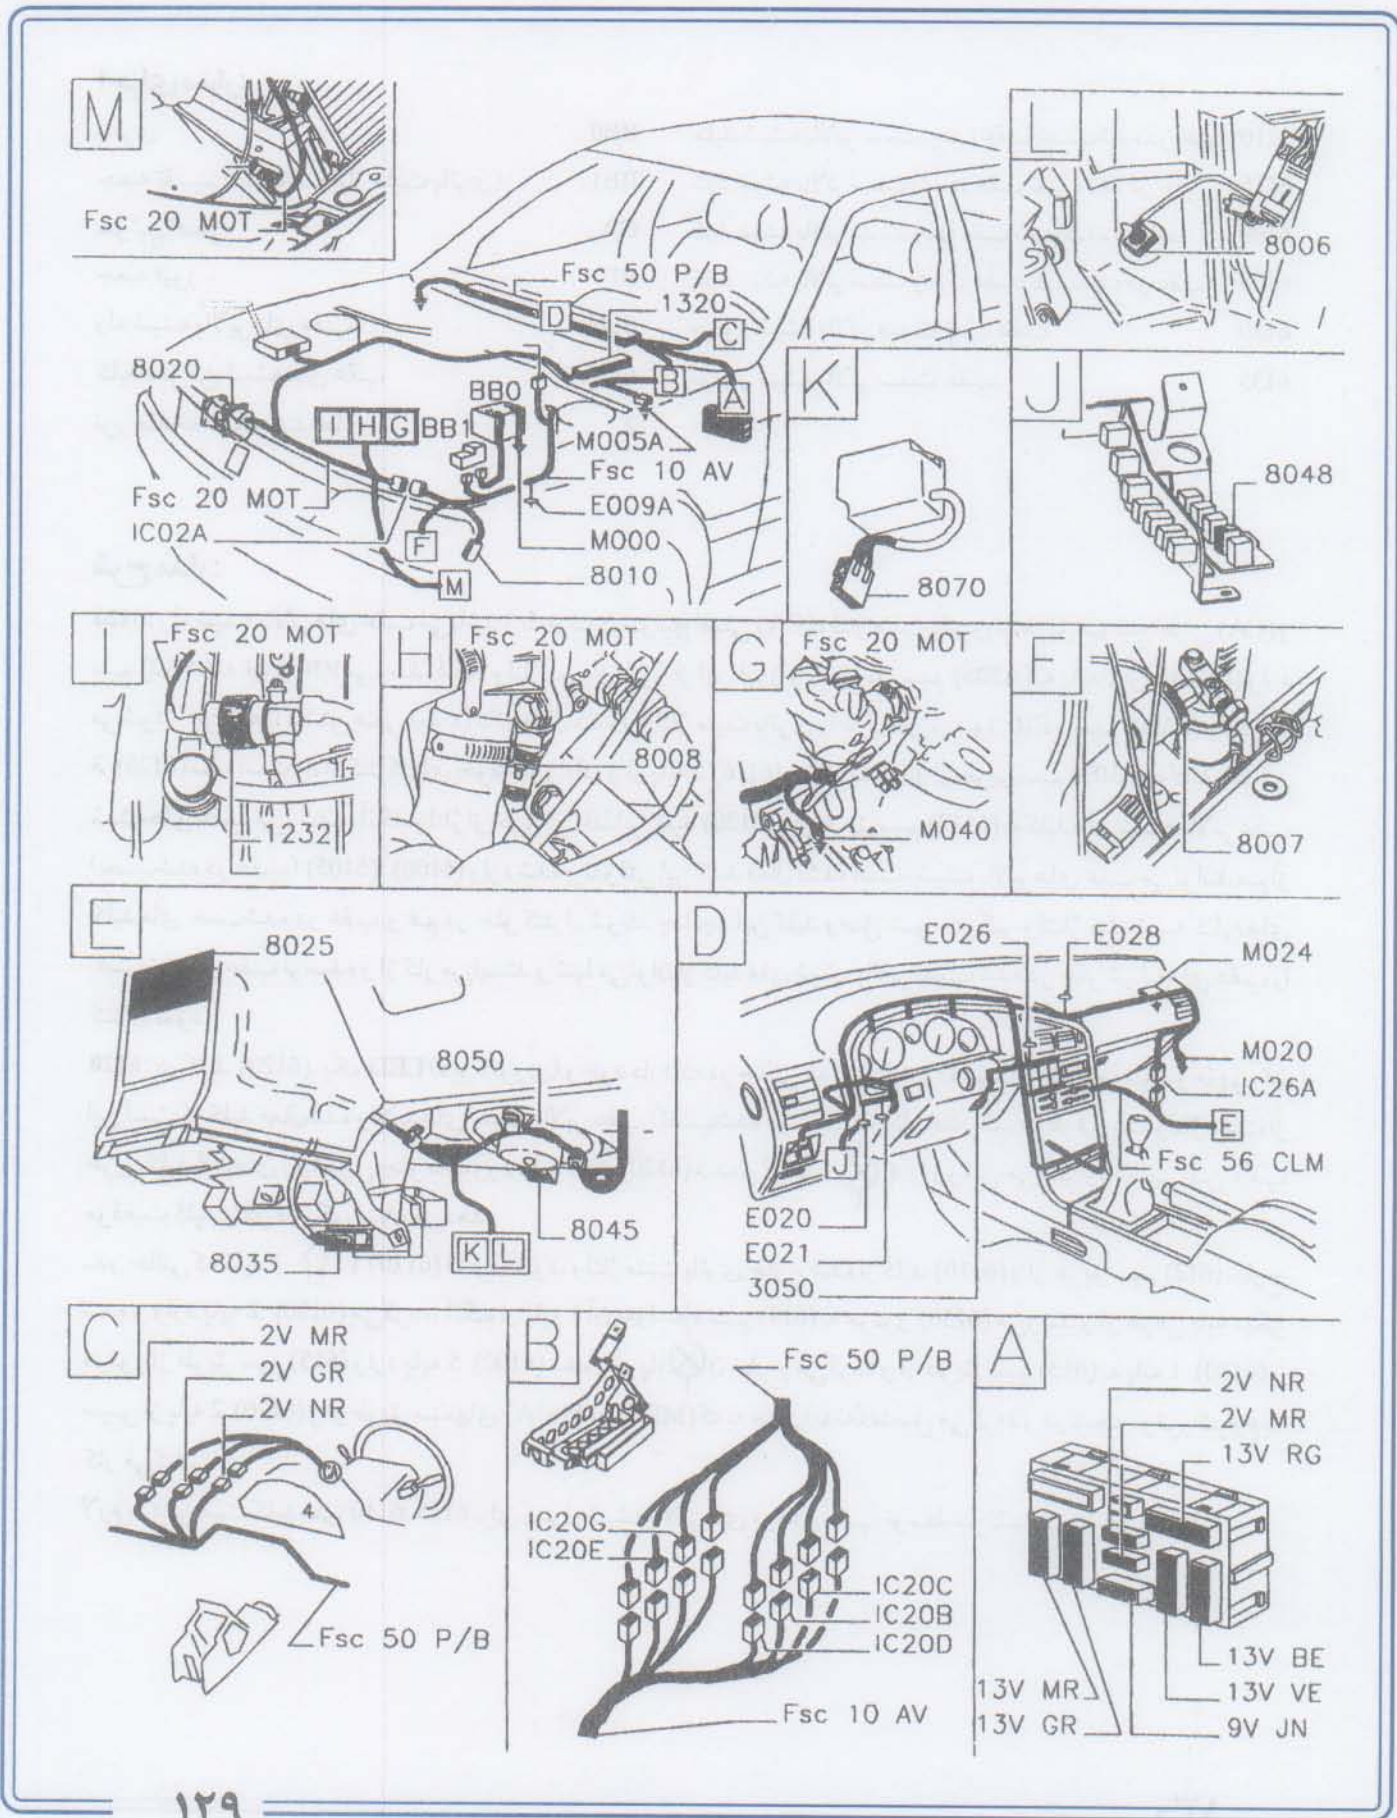 M
Fsc 20 MOT
L
8006
Fsc 50 P/B
D
1320
C
8020
B
A
BB0
I H G BB1
M005A
Fsc 10 AV
Fsc 20 MOT
E009A
IC02A
F
M000
8010
M
K
8070
J
8048
I
Fsc 20 MOT
1232
H
Fsc 20 MOT
8008
G
Fsc 20 MOT
M040
F
8007
E
8025
8050
8045
K L
8035
D
E026
E028
M024
M020
IC26A
E
J
Fsc 56 CLM
E020
E021
3050
C
2V MR
2V GR
2V NR
4
Fsc 50 P/B
B
Fsc 50 P/B
IC20G
IC20E
IC20C
IC20B
IC20D
Fsc 10 AV
A
2V NR
2V MR
13V RG
13V BE
13V MR
13V VE
13V GR
9V JN
۱۲۹